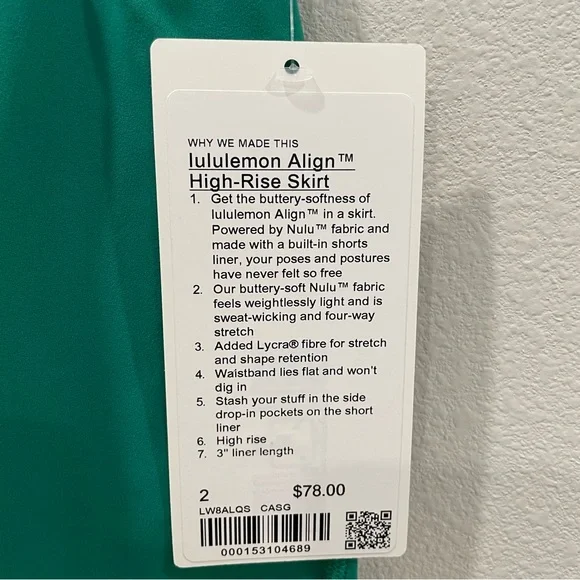 WHY WE MADE THIS
lululemon Align™
High-Rise Skirt
1. Get the buttery-softness of
lululemon Align™ in a skirt.
Powered by Nulu™ fabric and
made with a built-in shorts
liner, your poses and postures
have never felt so free
2. Our buttery-soft Nulu™ fabric
feels weightlessly light and is
sweat-wicking and four-way
stretch
3. Added Lycra® fibre for stretch
and shape retention
4. Waistband lies flat and won't
dig in
5. Stash your stuff in the side
drop-in pockets on the short
liner
6. High rise
7. 3" liner length
2 $78.00
LW8ALQS CASG
000153104689